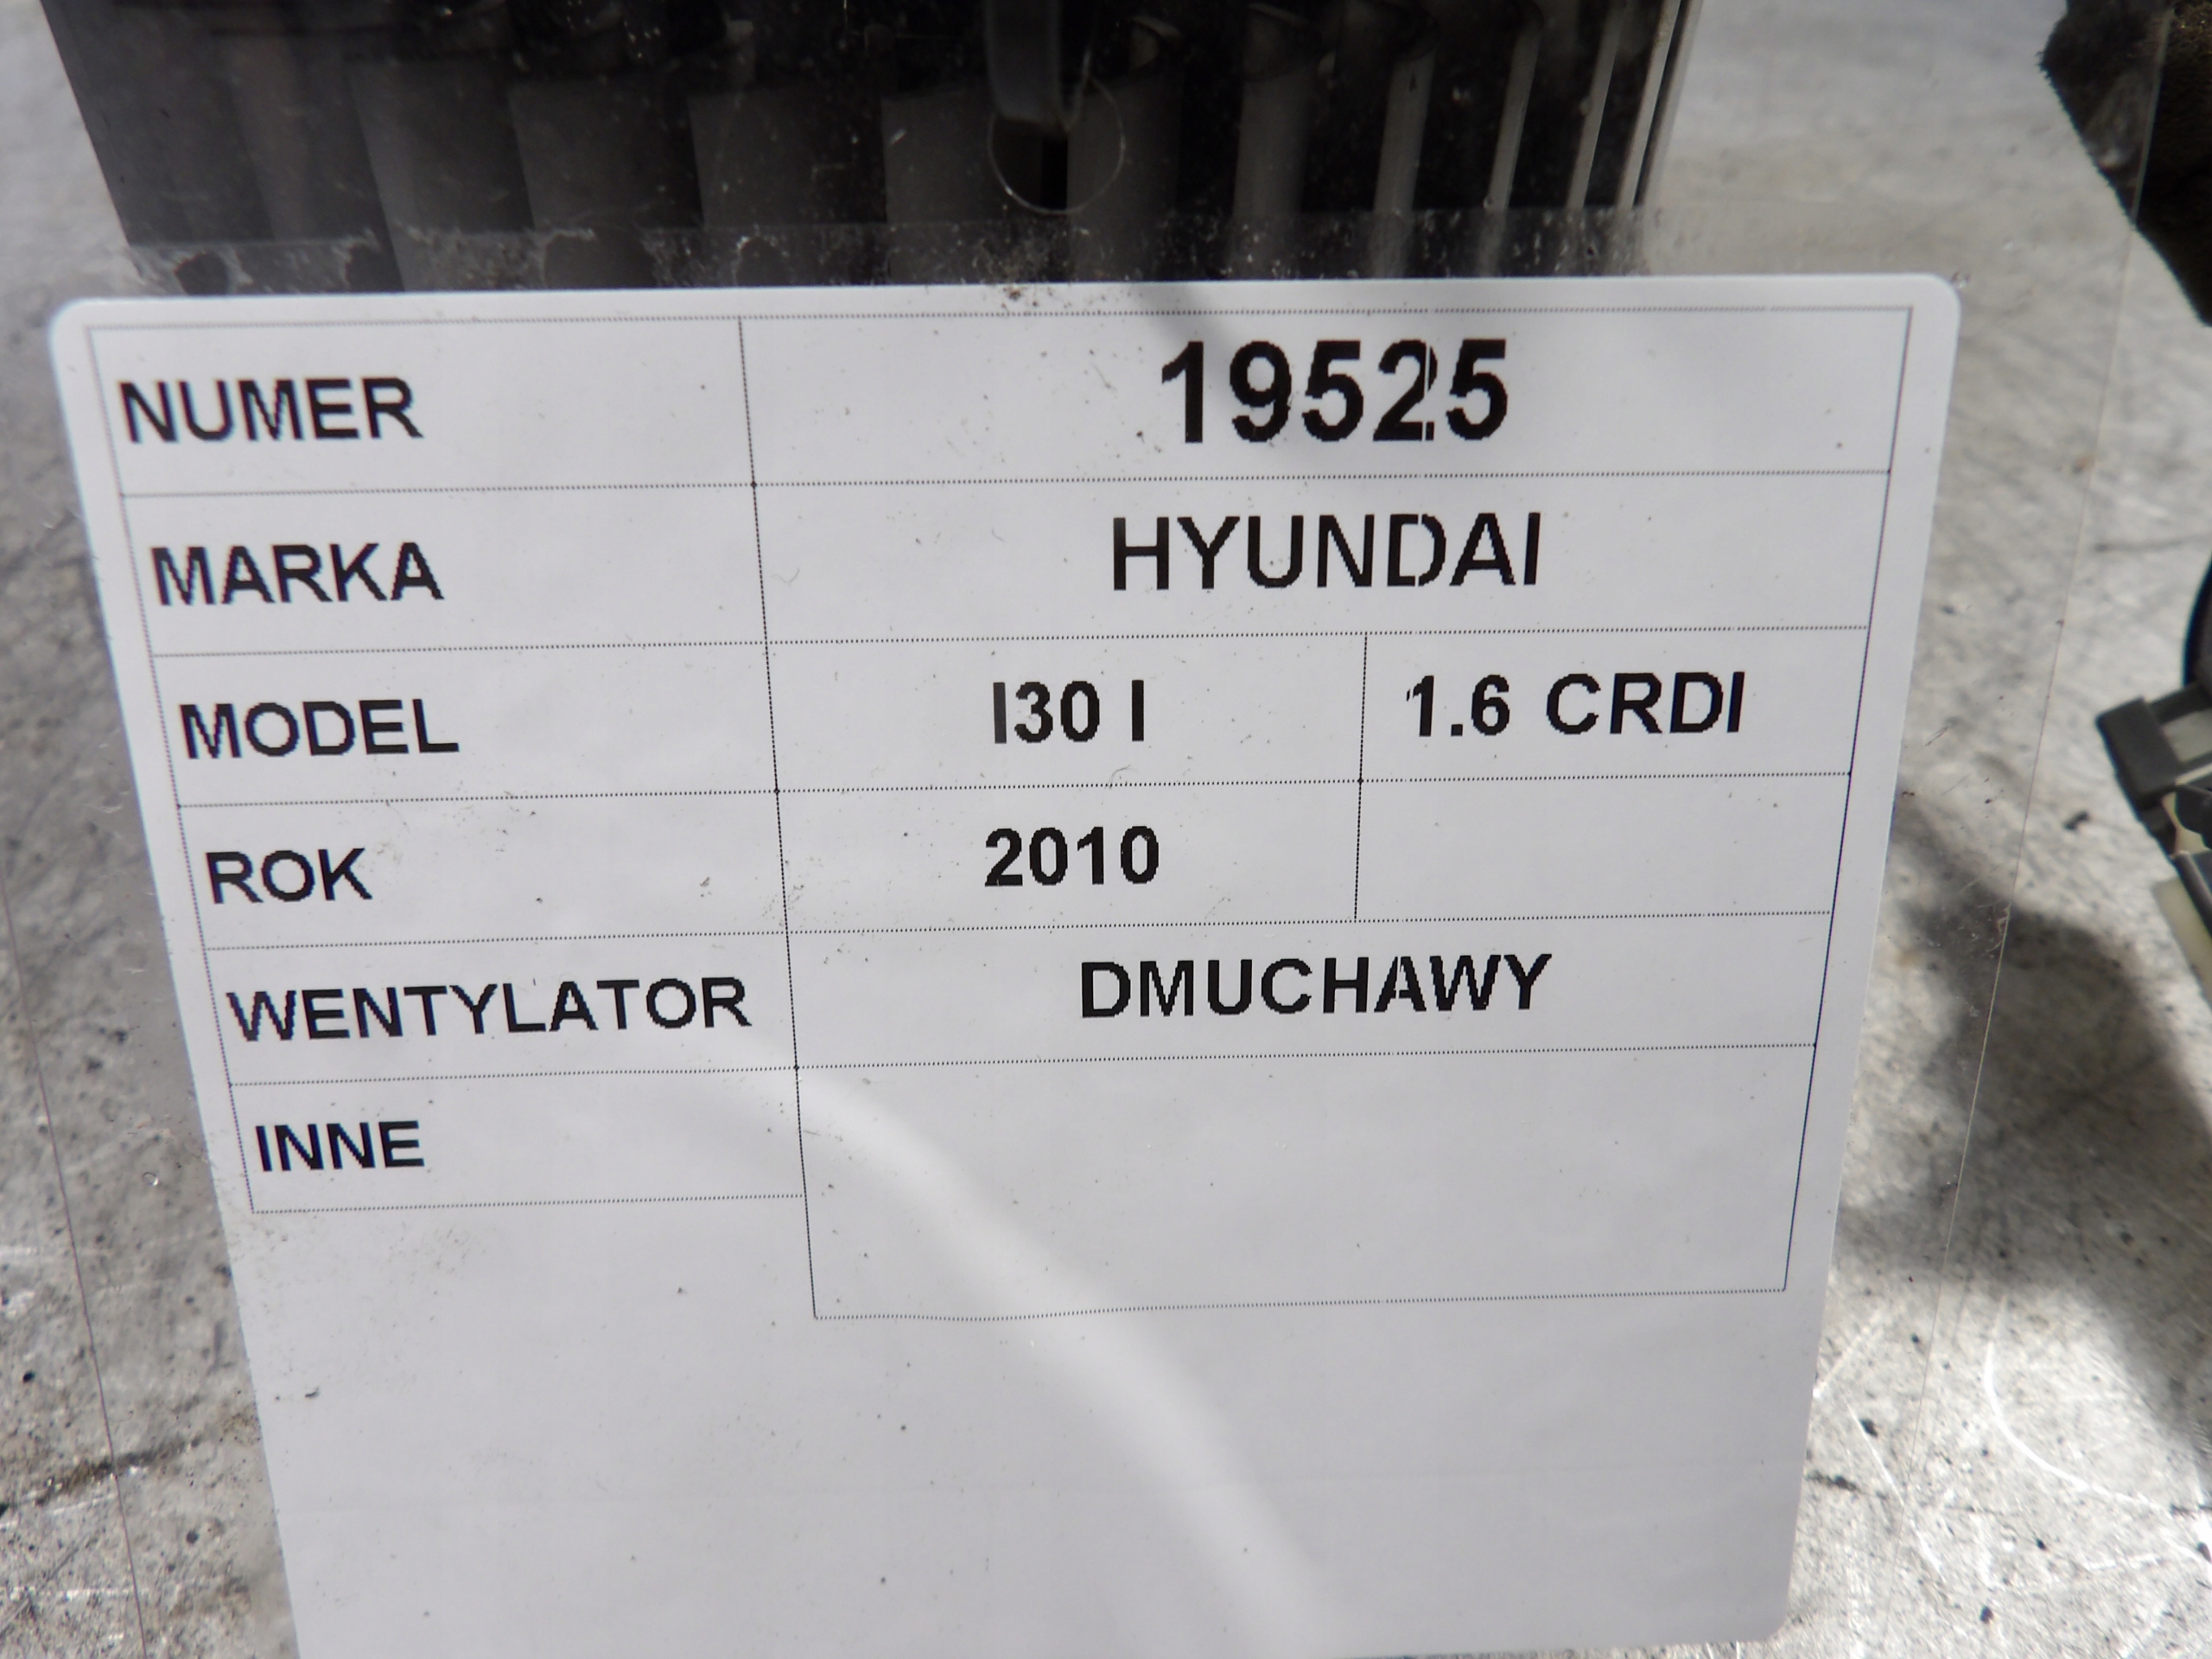 NUMER 19525
MARKA HYUNDAI
MODEL I30 I 1.6 CRDI
ROK 2010
WENTYLATOR DMUCHAWY
INNE